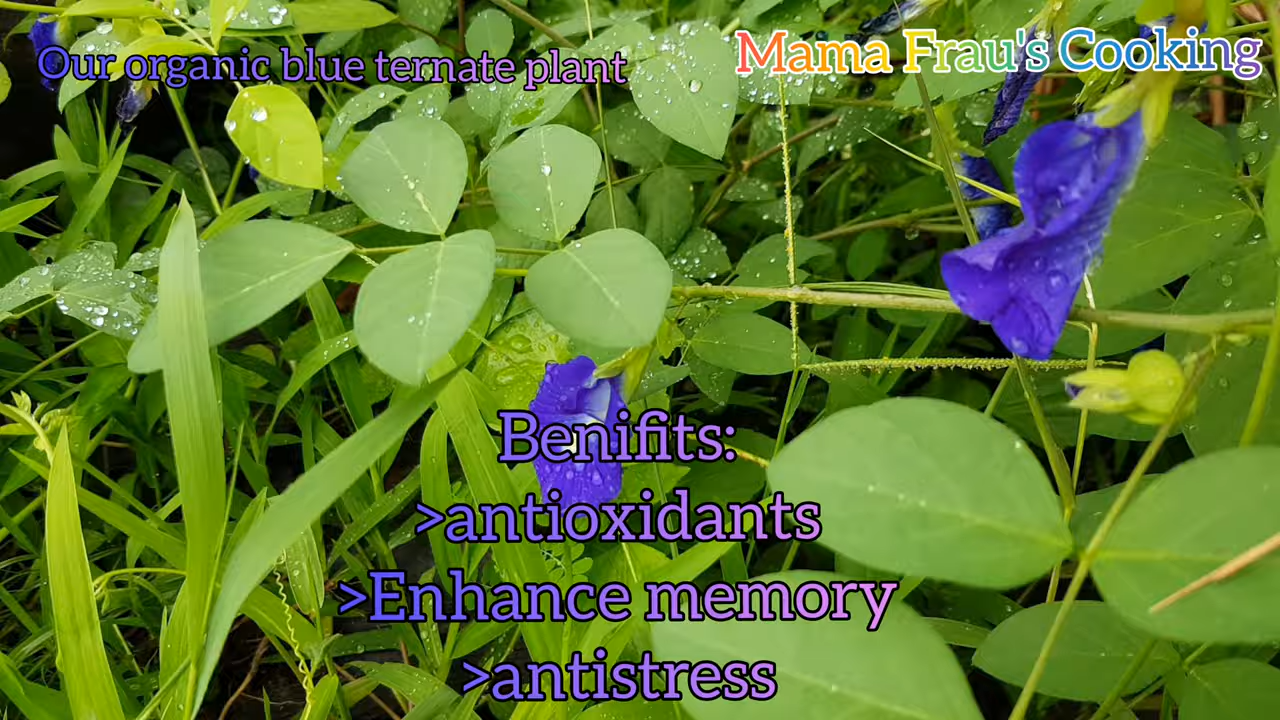 Our organic blue ternate plant
Mama Frau's Cooking
Benifits:
>antioxidants
>Enhance memory
>antistress